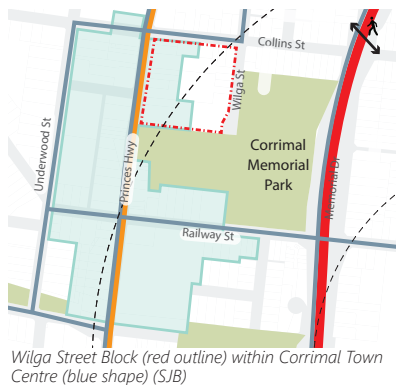 Collins St
Wilga St
Underwood St
Princes Hwy
Corrimal
Memorial
Park
Memorial Dr
Railway St
Wilga Street Block (red outline) within Corrimal Town
Centre (blue shape) (SJB)